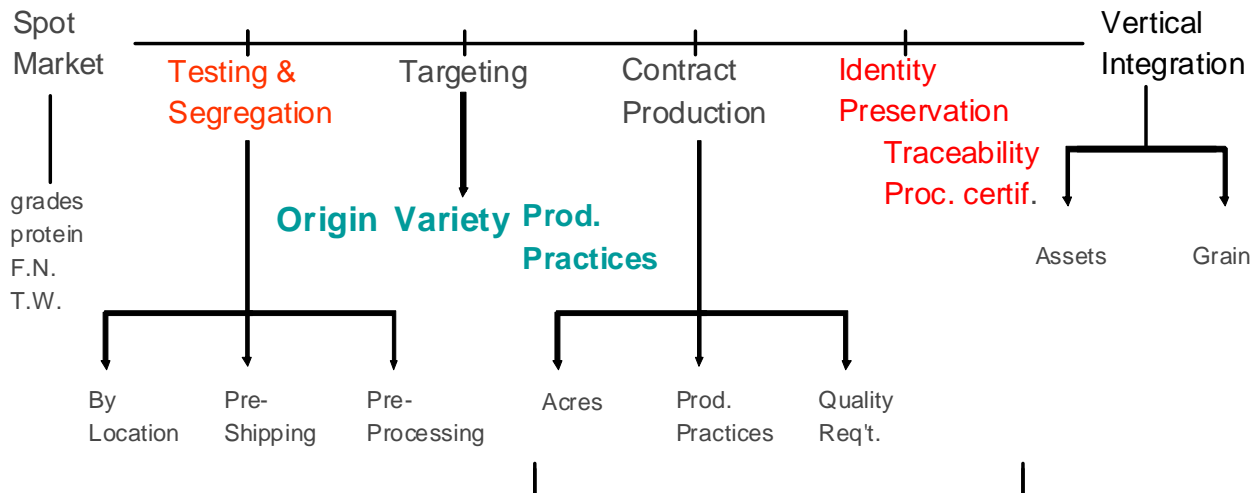 Spot
Market
Testing &
Segregation
Targeting
Contract
Production
Identity
Preservation
Traceability
Proc. certif.
Vertical
Integration
grades
protein
F.N.
T.W.
Origin Variety Prod.
Practices
Assets
Grain
By
Location
Pre-
Shipping
Pre-
Processing
Acres
Prod.
Practices
Quality
Req't.